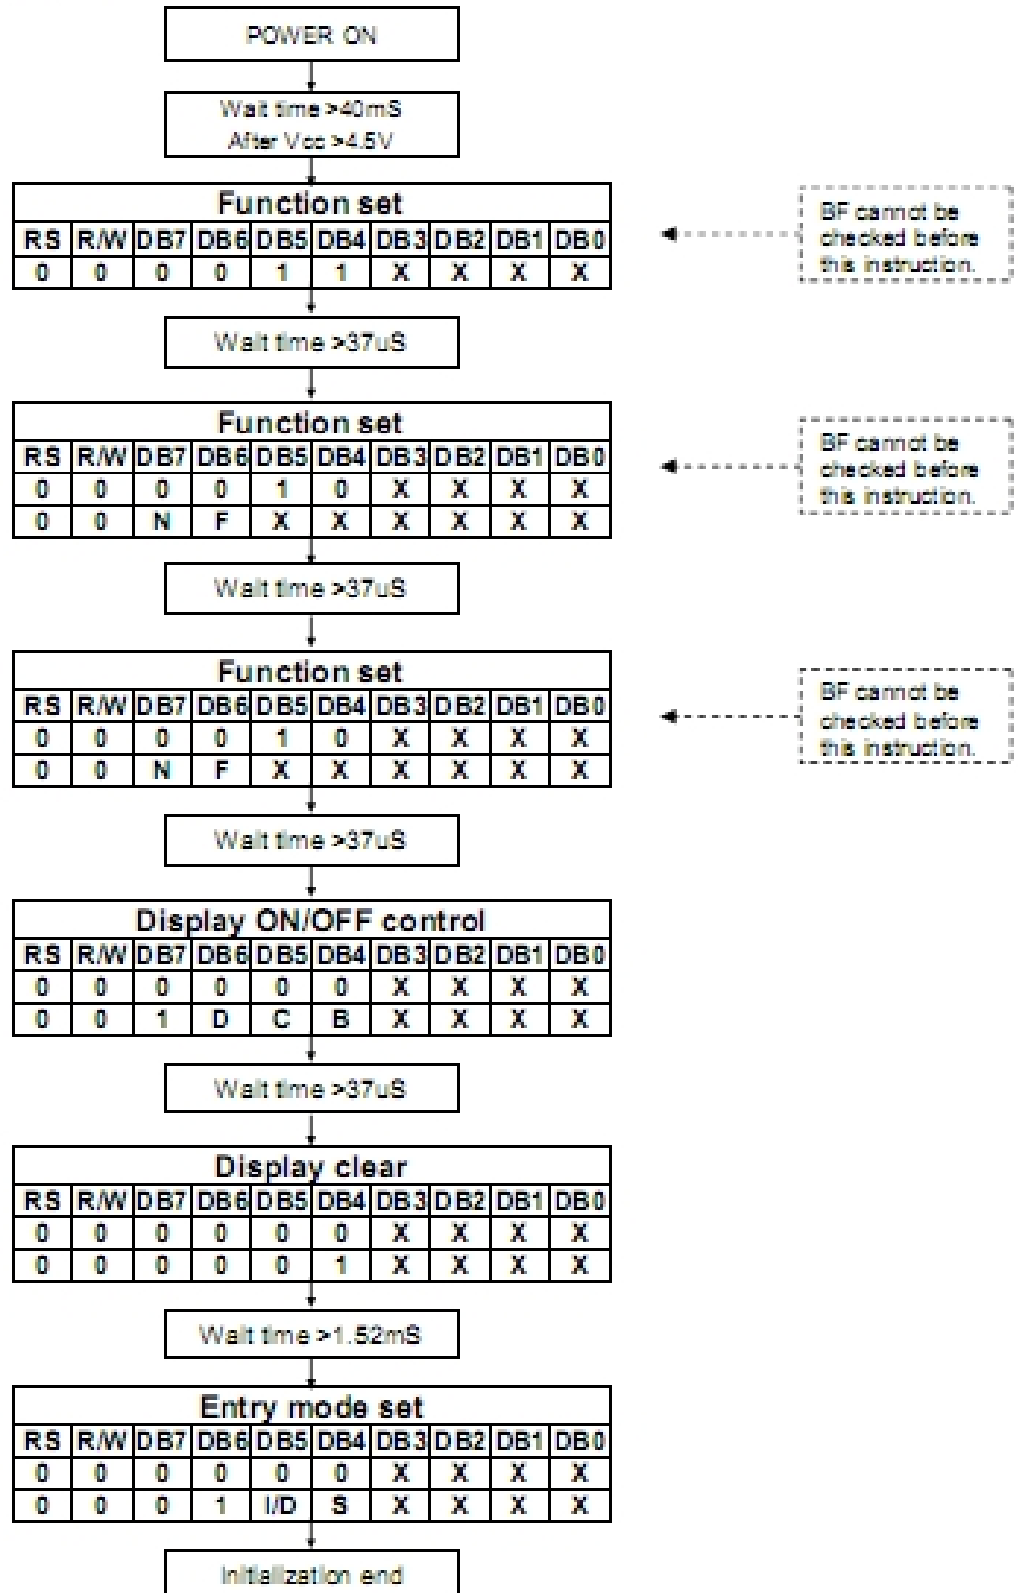 POWER ON
Wait time >40mS
After Vcc >4.5V
Function set
RS R/W DB7 DB6 DB5 DB4 DB3 DB2 DB1 DB0
0 0 0 0 1 1 X X X X
BF cannot be
checked before
this instruction.
Wait time >37uS
Function set
RS R/W DB7 DB6 DB5 DB4 DB3 DB2 DB1 DB0
0 0 0 0 1 0 X X X X
0 0 N F X X X X X X
BF cannot be
checked before
this instruction.
Wait time >37uS
Function set
RS R/W DB7 DB6 DB5 DB4 DB3 DB2 DB1 DB0
0 0 0 0 1 0 X X X X
0 0 N F X X X X X X
BF cannot be
checked before
this instruction.
Wait time >37uS
Display ON/OFF control
RS R/W DB7 DB6 DB5 DB4 DB3 DB2 DB1 DB0
0 0 0 0 0 0 X X X X
0 0 1 D C B X X X X
Wait time >37uS
Display clear
RS R/W DB7 DB6 DB5 DB4 DB3 DB2 DB1 DB0
0 0 0 0 0 0 X X X X
0 0 0 0 0 1 X X X X
Wait time >1.52mS
Entry mode set
RS R/W DB7 DB6 DB5 DB4 DB3 DB2 DB1 DB0
0 0 0 0 0 0 X X X X
0 0 0 1 I/D S X X X X
Initialization end